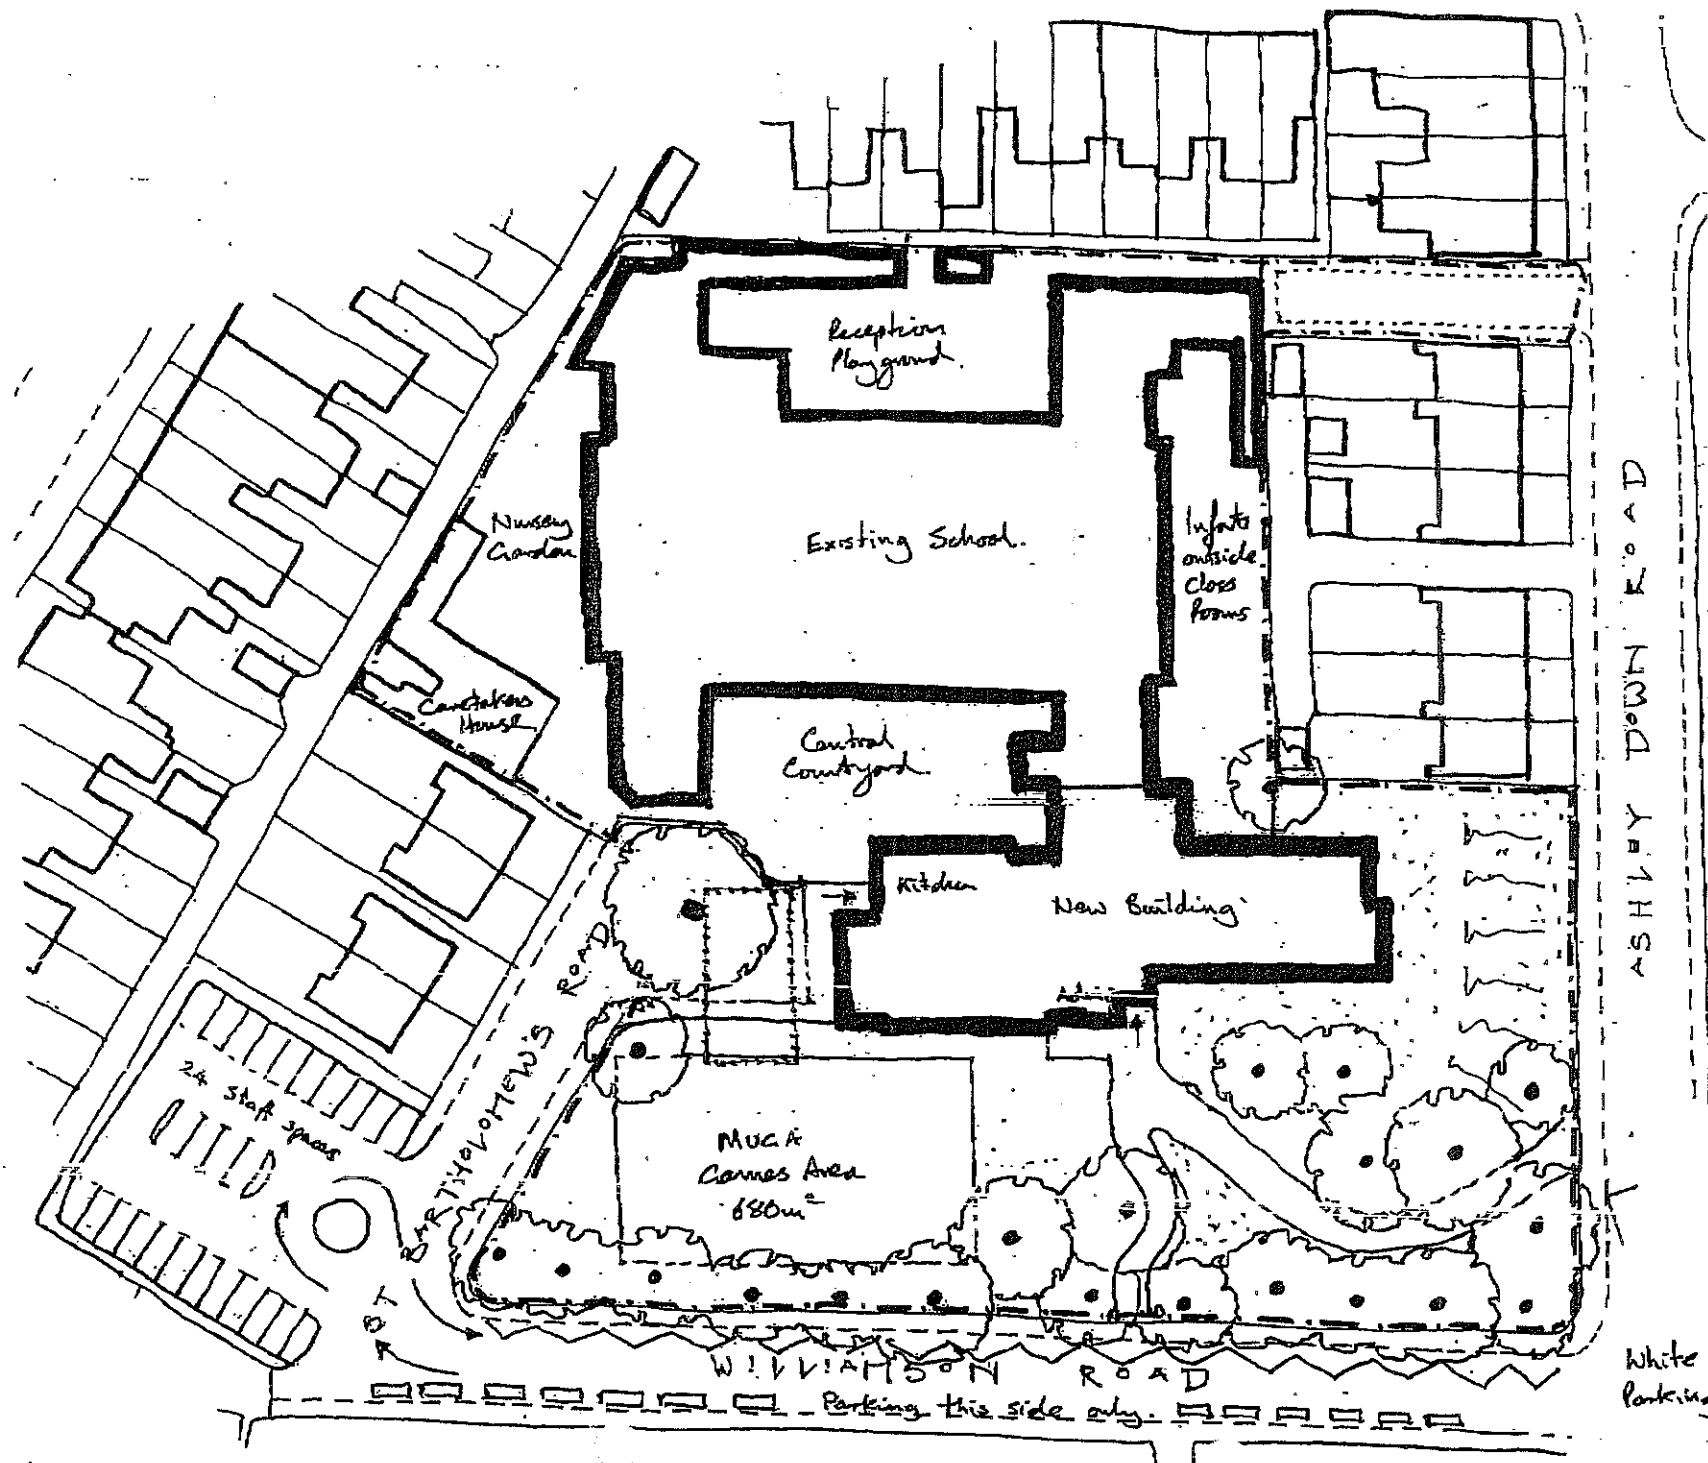 Reception
Playground.
Nursey
Garden
Existing School.
Infants
outside
Class
Rooms
Caretakers
House
Central
Courtyard.
Kitchen
New Building
ASHLEY DOWN ROAD
24 Staff spaces
ST BARTHOLOMEW'S ROAD
MUGA
Games Area
680m²
WILLIAMSON ROAD
Parking this side only.
White
Parking